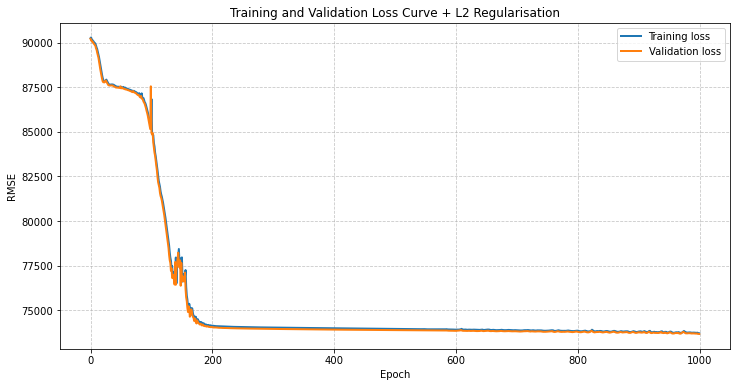 Training and Validation Loss Curve + L2 Regularisation
Training loss
Validation loss
90000
87500
85000
82500
80000
77500
75000
RMSE
0
200
400
600
800
1000
Epoch